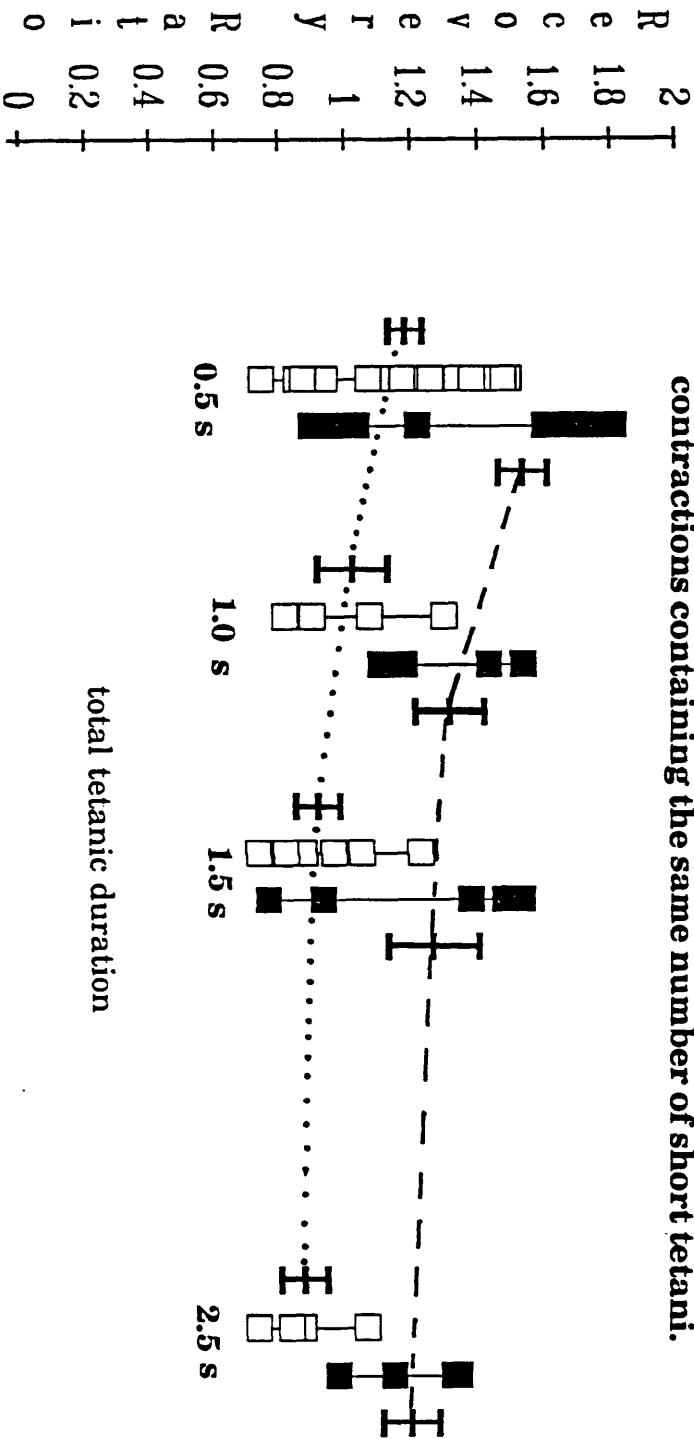 contractions containing the same number of short tetani.
Recovery Ratio
2
1.8
1.6
1.4
1.2
1
0.8
0.6
0.4
0.2
0
0.5 s
1.0 s
1.5 s
2.5 s
total tetanic duration